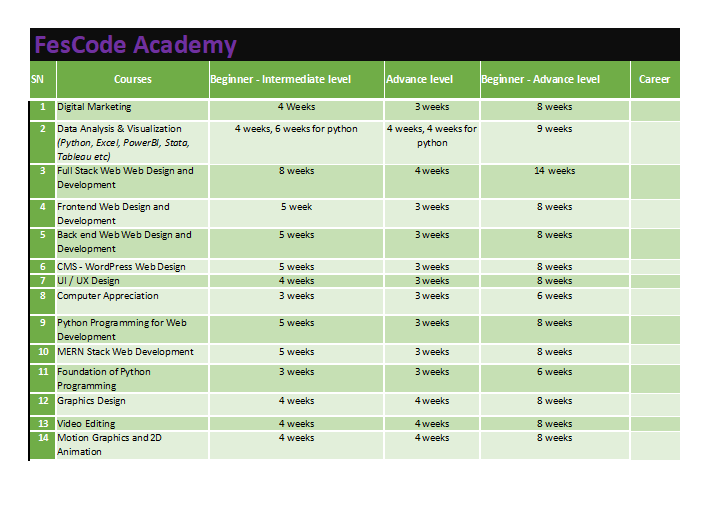 FesCode Academy
SN Courses Beginner - Intermediate level Advance level Beginner - Advance level Career
1 Digital Marketing 4 Weeks 3 weeks 8 weeks
2 Data Analysis & Visualization 4 weeks, 6 weeks for python 4 weeks, 4 weeks for 9 weeks
(Python, Excel, PowerBI, Stata, python
Tableau etc)
3 Full Stack Web Web Design and 8 weeks 4 weeks 14 weeks
Development
4 Frontend Web Design and 5 week 3 weeks 8 weeks
Development
5 Back end Web Web Design and 5 weeks 3 weeks 8 weeks
Development
6 CMS - WordPress Web Design 5 weeks 3 weeks 8 weeks
7 UI / UX Design 4 weeks 3 weeks 8 weeks
8 Computer Appreciation 3 weeks 3 weeks 6 weeks
9 Python Programming for Web 5 weeks 3 weeks 8 weeks
Development
10 MERN Stack Web Development 5 weeks 3 weeks 8 weeks
11 Foundation of Python 3 weeks 3 weeks 6 weeks
Programming
12 Graphics Design 4 weeks 4 weeks 8 weeks
13 Video Editing 4 weeks 4 weeks 8 weeks
14 Motion Graphics and 2D 4 weeks 4 weeks 8 weeks
Animation